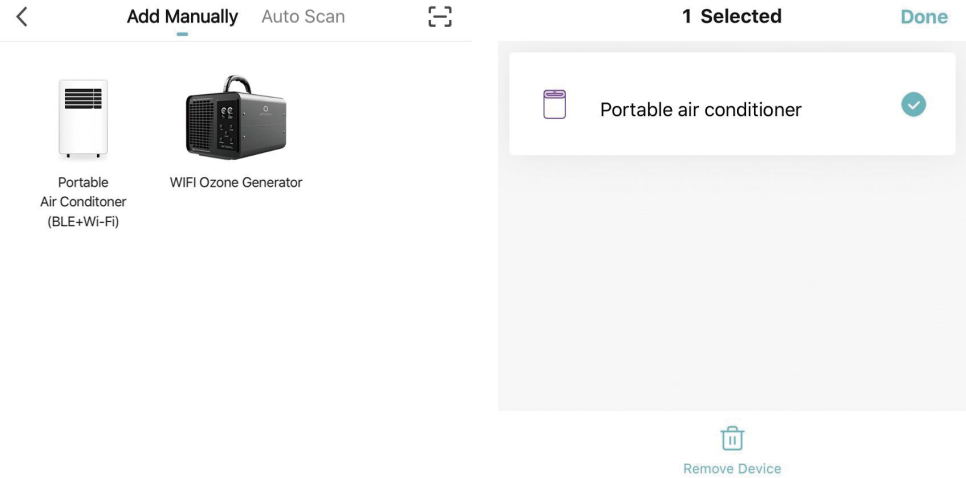 Add Manually Auto Scan
Portable
Air Conditoner
(BLE+Wi-Fi)
WIFI Ozone Generator
1 Selected Done
Portable air conditioner
Remove Device